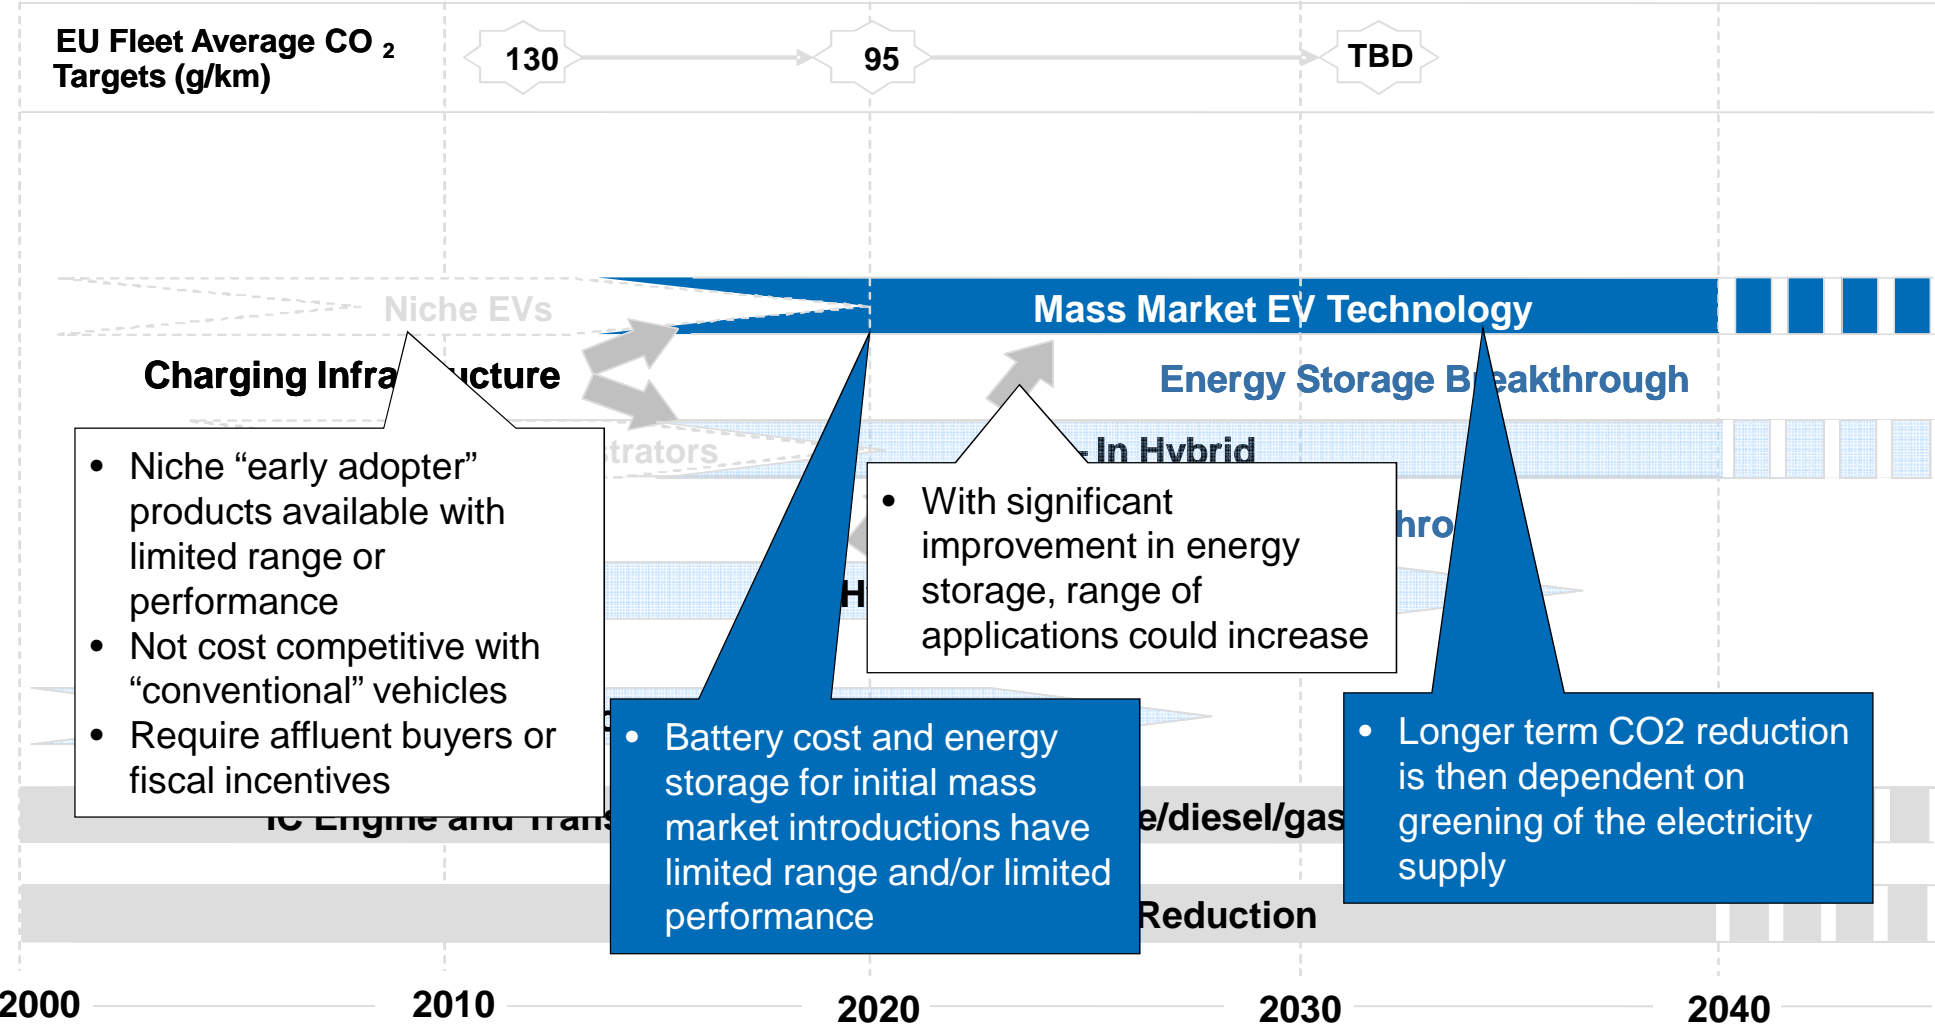 EU Fleet Average CO 2
Targets (g/km)
130
95
TBD
Niche EVs
Mass Market EV Technology
Charging Infra ucture
Energy Storage B eakthrough
strators
- In Hybrid
• Niche “early adopter”
products available with
limited range or
performance
• Not cost competitive with
“conventional” vehicles
• Require affluent buyers or
fiscal incentives
• With significant
improvement in energy
storage, range of
applications could increase
hro
H
• Battery cost and energy
storage for initial mass
market introductions have
limited range and/or limited
performance
• Longer term CO2 reduction
is then dependent on
greening of the electricity
supply
IC Engine and Trans
e/diesel/gas
Reduction
2000
2010
2020
2030
2040